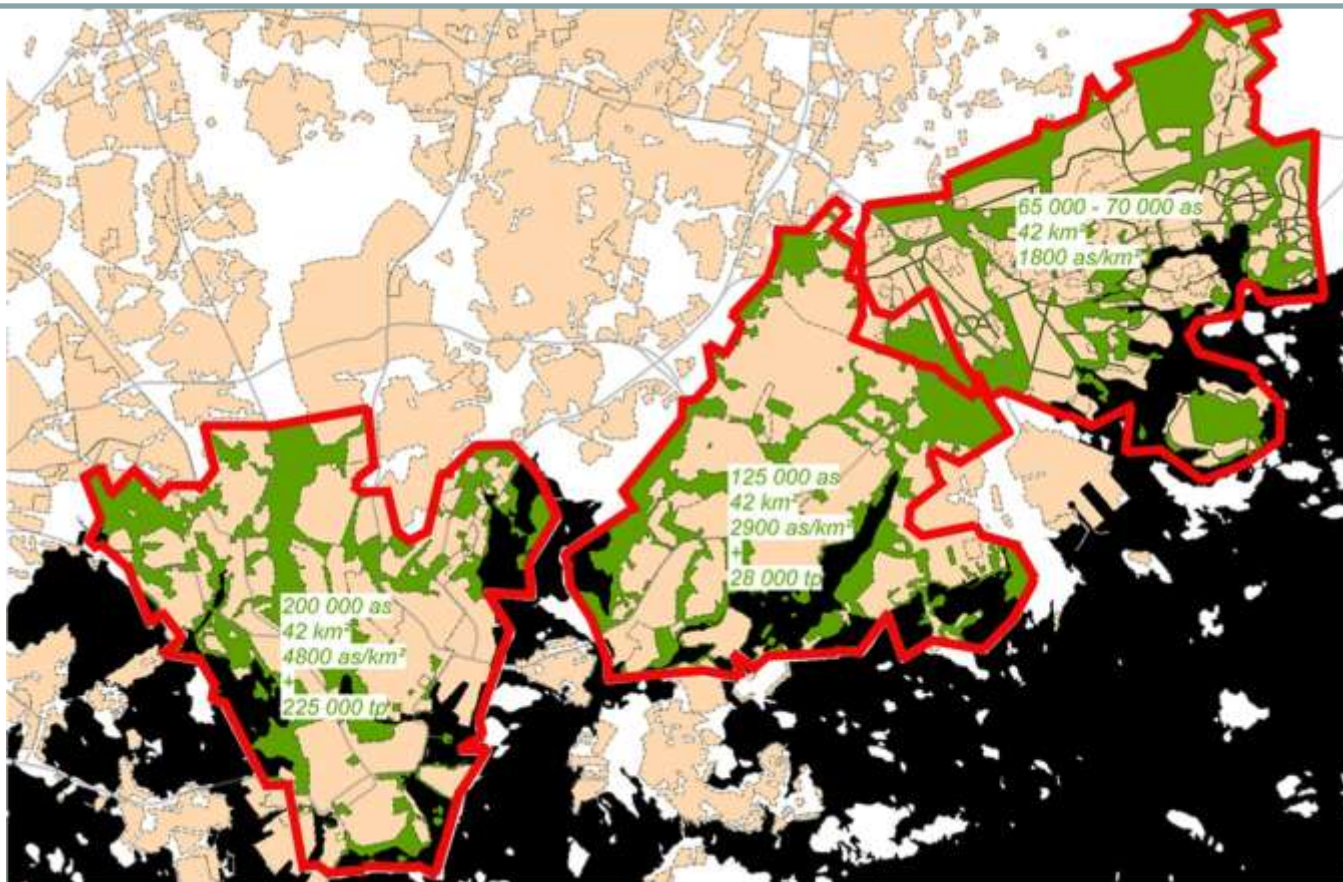 65 000 - 70 000 as
42 km²
1800 as/km²
125 000 as
42 km²
2900 as/km²
+
28 000 tp
200 000 as
42 km²
4800 as/km²
+
225 000 tp